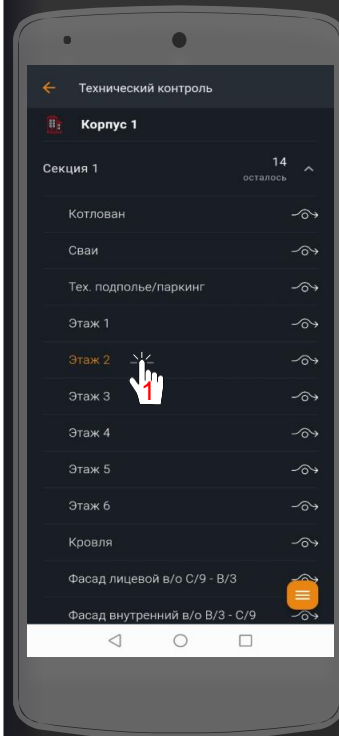 Технический контроль
Корпус 1
Секция 1 14
осталось
Котлован
Сваи
Тех. подполье/паркинг
Этаж 1
Этаж 2
1
Этаж 3
Этаж 4
Этаж 5
Этаж 6
Кровля
Фасад лицевой в/о С/9 - В/3
Фасад внутренний в/о В/3 - С/9